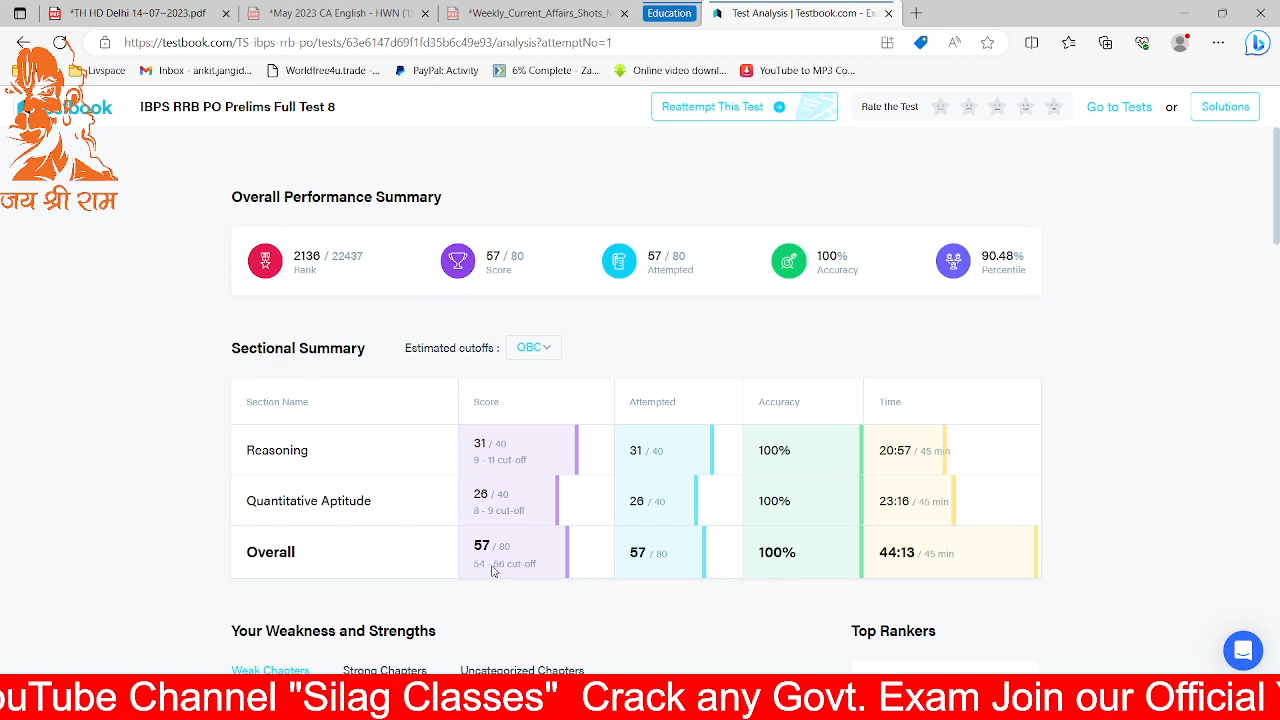 *TH HD Delhi 14~07~2023.pdf
*May 2023 CA English - HWN (1)
*Weekly_Current_Affairs_Shots_M
Education
Test Analysis | Testbook.com - Ex
https://testbook.com/TS-ibps-rrb-po/tests/63e6147d69f1fd35b6c49ea3/analysis?attemptNo=1
Livspace
Inbox - ankit.jangid...
Worldfree4u.trade -...
PayPal: Activity
6% Complete - Za...
Online video downl...
YouTube to MP3 Co...
book
IBPS RRB PO Prelims Full Test 8
Reattempt This Test
Rate the Test
Go to Tests or
Solutions
जय श्री राम
Overall Performance Summary
2136 / 22437
Rank
57 / 80
Score
57 / 80
Attempted
100%
Accuracy
90.48%
Percentile
Sectional Summary
Estimated cutoffs :
OBC
Section Name Score Attempted Accuracy Time
Reasoning 31 / 40 31 / 40 100% 20:57 / 45 min
9 - 11 cut-off
Quantitative Aptitude 26 / 40 26 / 40 100% 23:16 / 45 min
8 - 9 cut-off
Overall 57 / 80 57 / 80 100% 44:13 / 45 min
54 - 56 cut-off
Your Weakness and Strengths
Top Rankers
Weak Chapters
Strong Chapters
Uncategorized Chapters
ouTube Channel "Silag Classes" Crack any Govt. Exam Join our Official Y